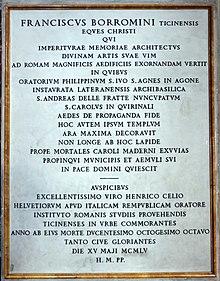 FRANCISCVS BORROMINI TICINENSIS
EQVES CHRISTI
QVI
IMPERITVRAE MEMORIAE ARCHITECTVS
DIVINAM ARTIS SVAE VIM
AD ROMAM MAGNIFICIS AEDIFICIIS EXORNANDAM VERTIT
IN QVIBVS
ORATORIVM PHILIPPINVM S. IVO S. AGNES IN AGONE
INSTAVRATA LATERANENSIS ARCHIBASILICA
S. ANDREAS DELLE FRATTE NVNCVPATVM
S. CAROLVS IN QVIRINALI
AEDES DE PROPAGANDA FIDE
HOC AVTEM IPSVM TEMPLVM
ARA MAXIMA DECORAVIT
NON LONGE AB HOC LAPIDE
PROPE MORTALES CAROLI MADERNI EXVVIAS
PROPINQVI MVNICIPIS ET AEMVLI SVI
IN PACE DOMINI QVIESCIT
AVSPICIBVS
EXCELLENTISSIMO VIRO HENRICO CELIO
HELVETIORVM APVD ITALICAM REMPVBLICAM ORATORE
INSTITVTO ROMANIS STVDIIS PROVEHENDIS
TICINENSES IN VRBE COMMORANTES
ANNO AB EIVS MORTE DVCENTESIMO OCTOGESIMO OCTAVO
TANTO CIVE GLORIANTES
DIE XV MAJI MCMLV
H. M. PP.